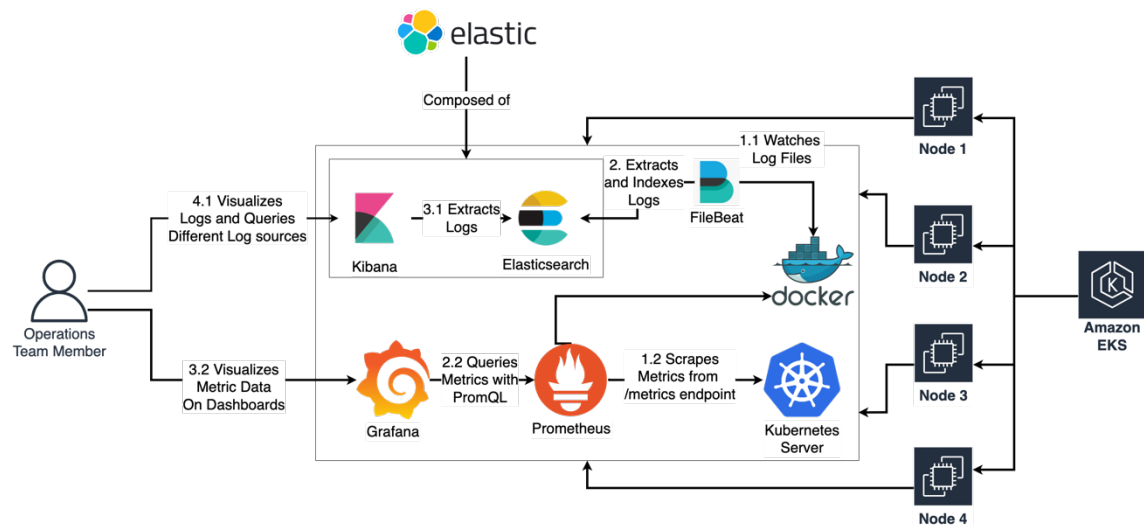 elastic
Composed of
1.1 Watches
Log Files
2. Extracts
and Indexes
Logs
FileBeat
4.1 Visualizes
Logs and Queries
Different Log sources
3.1 Extracts
Logs
Kibana
Elasticsearch
docker
Operations
Team Member
3.2 Visualizes
Metric Data
On Dashboards
2.2 Queries
Metrics with
PromQL
1.2 Scrapes
Metrics from
/metrics endpoint
Grafana
Prometheus
Kubernetes
Server
Node 1
Node 2
Node 3
Node 4
K
Amazon
EKS